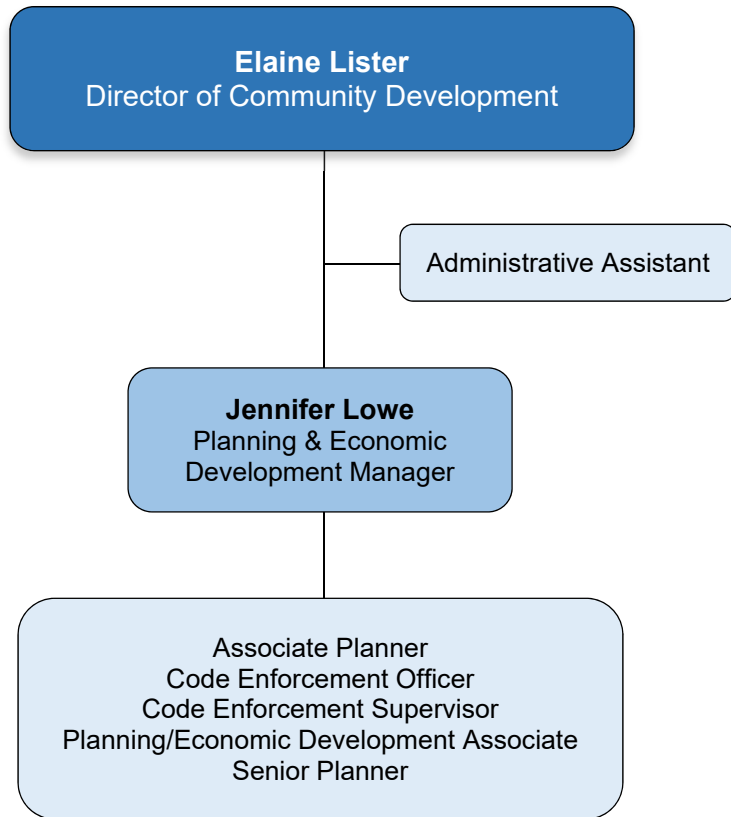 Elaine Lister
Director of Community Development
Administrative Assistant
Jennifer Lowe
Planning & Economic
Development Manager
Associate Planner
Code Enforcement Officer
Code Enforcement Supervisor
Planning/Economic Development Associate
Senior Planner